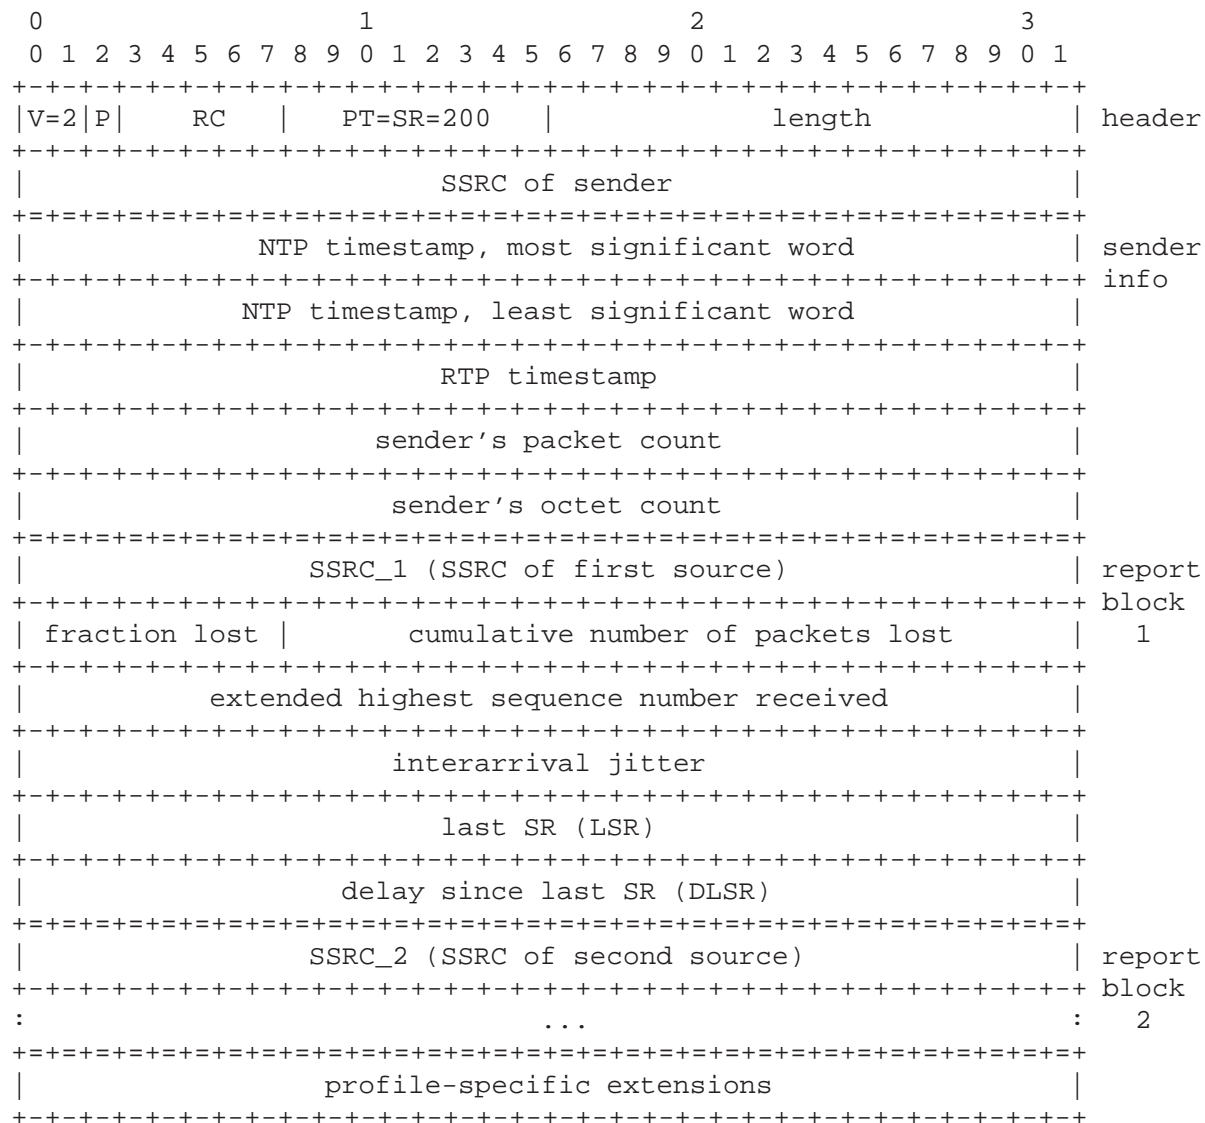 0                   1                   2                   3
 0 1 2 3 4 5 6 7 8 9 0 1 2 3 4 5 6 7 8 9 0 1 2 3 4 5 6 7 8 9 0 1
+-+-+-+-+-+-+-+-+-+-+-+-+-+-+-+-+-+-+-+-+-+-+-+-+-+-+-+-+-+-+-+-+
|V=2|P|    RC   |   PT=SR=200   |             length            | header
+-+-+-+-+-+-+-+-+-+-+-+-+-+-+-+-+-+-+-+-+-+-+-+-+-+-+-+-+-+-+-+-+
|                         SSRC of sender                        |
+=+=+=+=+=+=+=+=+=+=+=+=+=+=+=+=+=+=+=+=+=+=+=+=+=+=+=+=+=+=+=+=+
|              NTP timestamp, most significant word             | sender
+-+-+-+-+-+-+-+-+-+-+-+-+-+-+-+-+-+-+-+-+-+-+-+-+-+-+-+-+-+-+-+-+ info
|             NTP timestamp, least significant word             |
+-+-+-+-+-+-+-+-+-+-+-+-+-+-+-+-+-+-+-+-+-+-+-+-+-+-+-+-+-+-+-+-+
|                         RTP timestamp                         |
+-+-+-+-+-+-+-+-+-+-+-+-+-+-+-+-+-+-+-+-+-+-+-+-+-+-+-+-+-+-+-+-+
|                     sender's packet count                     |
+-+-+-+-+-+-+-+-+-+-+-+-+-+-+-+-+-+-+-+-+-+-+-+-+-+-+-+-+-+-+-+-+
|                      sender's octet count                     |
+=+=+=+=+=+=+=+=+=+=+=+=+=+=+=+=+=+=+=+=+=+=+=+=+=+=+=+=+=+=+=+=+
|                 SSRC_1 (SSRC of first source)                 | report
+-+-+-+-+-+-+-+-+-+-+-+-+-+-+-+-+-+-+-+-+-+-+-+-+-+-+-+-+-+-+-+-+ block
| fraction lost |       cumulative number of packets lost       |   1
+-+-+-+-+-+-+-+-+-+-+-+-+-+-+-+-+-+-+-+-+-+-+-+-+-+-+-+-+-+-+-+-+
|           extended highest sequence number received           |
+-+-+-+-+-+-+-+-+-+-+-+-+-+-+-+-+-+-+-+-+-+-+-+-+-+-+-+-+-+-+-+-+
|                      interarrival jitter                      |
+-+-+-+-+-+-+-+-+-+-+-+-+-+-+-+-+-+-+-+-+-+-+-+-+-+-+-+-+-+-+-+-+
|                         last SR (LSR)                         |
+-+-+-+-+-+-+-+-+-+-+-+-+-+-+-+-+-+-+-+-+-+-+-+-+-+-+-+-+-+-+-+-+
|                   delay since last SR (DLSR)                  |
+=+=+=+=+=+=+=+=+=+=+=+=+=+=+=+=+=+=+=+=+=+=+=+=+=+=+=+=+=+=+=+=+
|                 SSRC_2 (SSRC of second source)                | report
+-+-+-+-+-+-+-+-+-+-+-+-+-+-+-+-+-+-+-+-+-+-+-+-+-+-+-+-+-+-+-+-+ block
:                               ...                             :   2
+=+=+=+=+=+=+=+=+=+=+=+=+=+=+=+=+=+=+=+=+=+=+=+=+=+=+=+=+=+=+=+=+
|                  profile-specific extensions                  |
+-+-+-+-+-+-+-+-+-+-+-+-+-+-+-+-+-+-+-+-+-+-+-+-+-+-+-+-+-+-+-+-+